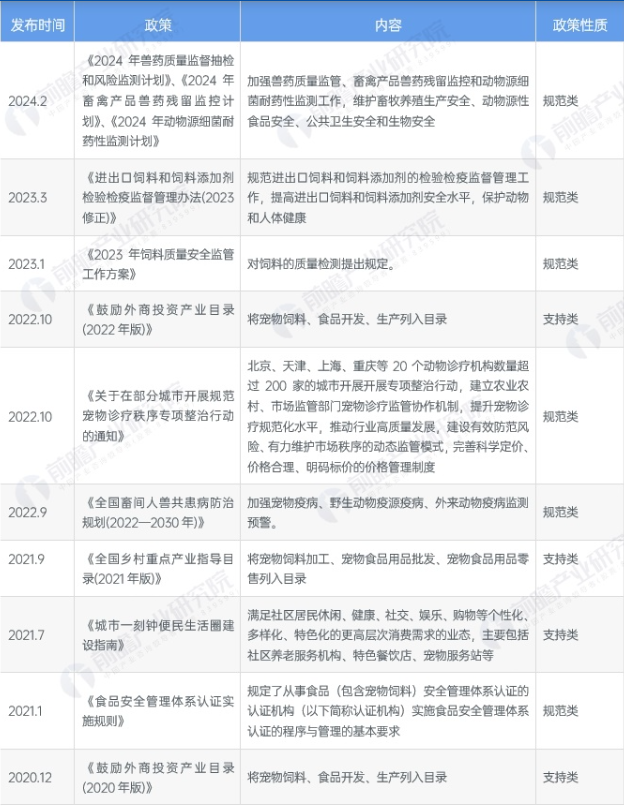 发布时间 政策 内容 政策性质
2024.2
《2024 年兽药质量监督抽检
和风险监测计划》、《2024 年
畜禽产品兽药残留监控计
划》、《2024 年动物源细菌耐
药性监测计划》
加强兽药质量监管、畜禽产品兽药残留监控和动物源细
菌耐药性监测工作，维护畜牧养殖生产安全、动物源性
食品安全、公共卫生安全和生物安全
规范类
2023.3
《进出口饲料和饲料添加剂
检验检疫监督管理办法(2023
修正)》
规范进出口饲料和饲料添加剂的检验检疫监督管理工
作，提高进出口饲料和饲料添加剂安全水平，保护动物
和人体健康
规范类
2023.1
《2023 年饲料质量安全监管
工作方案》
对饲料的质量检测提出规定。
规范类
2022.10
《鼓励外商投资产业目录
(2022 年版)》
将宠物饲料、食品开发、生产列入目录
支持类
2022.10
《关于在部分城市开展规范
宠物诊疗秩序专项整治行动
的通知》
北京、天津、上海、重庆等 20 个动物诊疗机构数量超
过 200 家的城市开展开展专项整治行动，建立农业农
村、市场监管部门宠物诊疗监管协作机制，提升宠物诊
疗规范化水平，推动行业高质量发展，建设有效防范风
险、有力维护市场秩序的动态监管模式，完善科学定价、
价格合理、明码标价的价格管理制度
规范类
2022.9
《全国畜间人兽共患病防治
规划(2022—2030 年)》
加强宠物疫病、野生动物疫源疫病、外来动物疫病监测
预警。
规范类
2021.9
《全国乡村重点产业指导目
录(2021 年版)》
将宠物饲料加工、宠物食品用品批发、宠物食品用品零
售列入目录
支持类
2021.7
《城市一刻钟便民生活圈建
设指南》
满足社区居民休闲、健康、社交、娱乐、购物等个性化、
多样化、特色化的更高层次消费需求的业态，主要包括
社区养老服务机构、特色餐饮店、宠物服务站等
支持类
2021.1
《食品安全管理体系认证实
施规则》
规定了从事食品（包含宠物饲料）安全管理体系认证的
认证机构（以下简称认证机构）实施食品安全管理体系
认证的程序与管理的基本要求
规范类
2020.12
《鼓励外商投资产业目录
(2020 年版)》
将宠物饲料、食品开发、生产列入目录
支持类
前瞻产业研究院